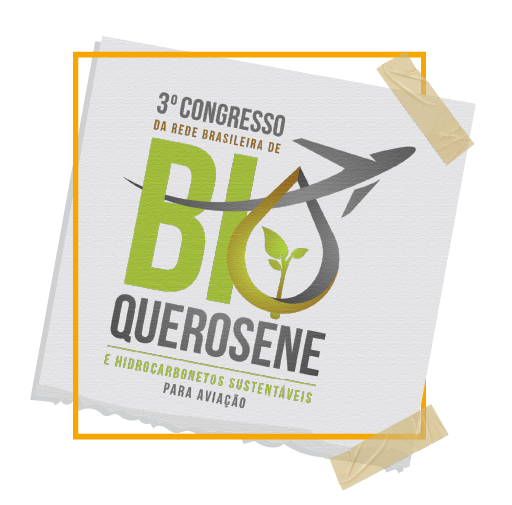 3º CONGRESSO
DA REDE BRASILEIRA DE
BIO
QUEROSENE
E HIDROCARBONETOS SUSTENTÁVEIS
PARA AVIAÇÃO